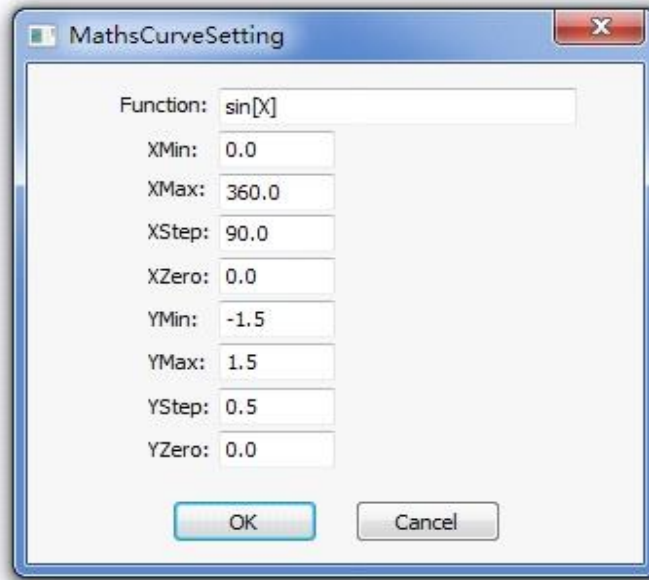 MathsCurveSetting
Function: sin[X]
XMin: 0.0
XMax: 360.0
XStep: 90.0
XZero: 0.0
YMin: -1.5
YMax: 1.5
YStep: 0.5
YZero: 0.0
OK Cancel